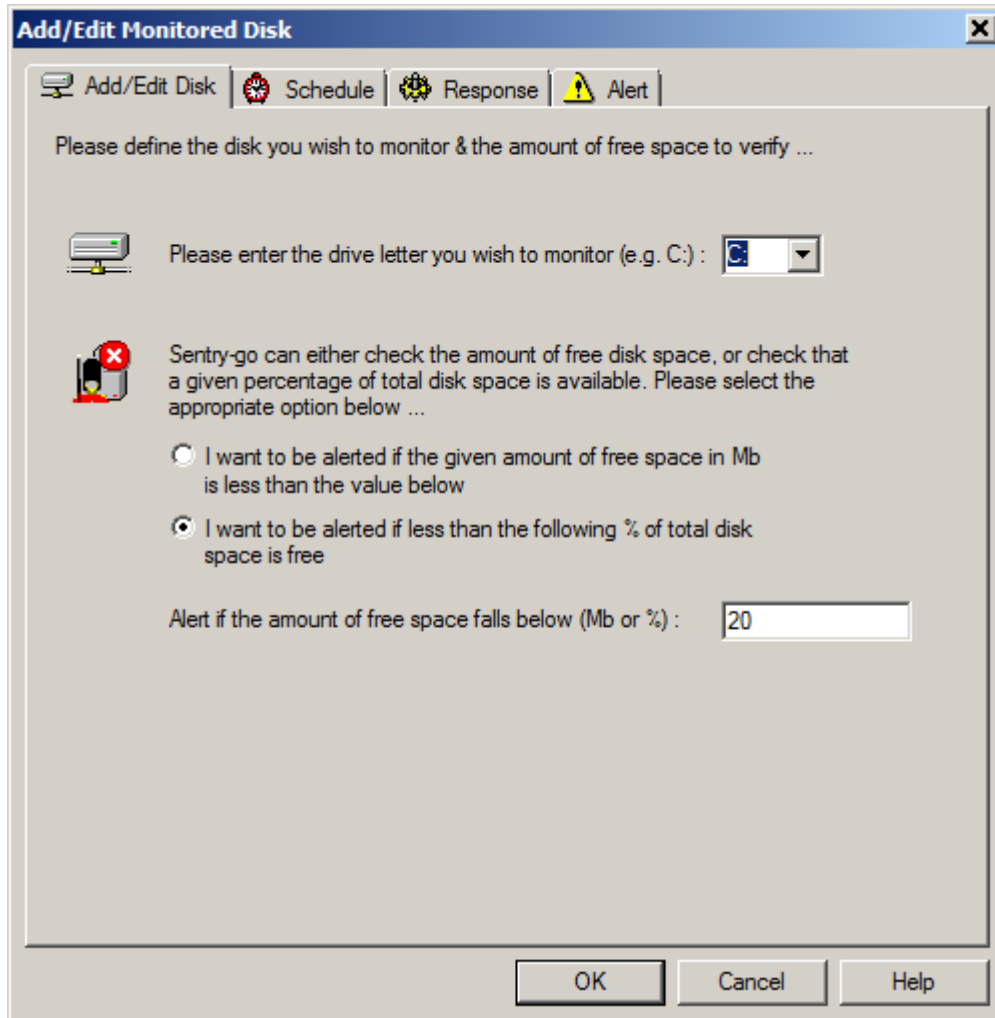 Add/Edit Monitored Disk
Add/Edit Disk
Schedule
Response
Alert
Please define the disk you wish to monitor & the amount of free space to verify ...
Please enter the drive letter you wish to monitor (e.g. C:) :
C:
Sentry-go can either check the amount of free disk space, or check that
a given percentage of total disk space is available. Please select the
appropriate option below ...
I want to be alerted if the given amount of free space in Mb
is less than the value below
I want to be alerted if less than the following % of total disk
space is free
Alert if the amount of free space falls below (Mb or %) :
20
OK
Cancel
Help